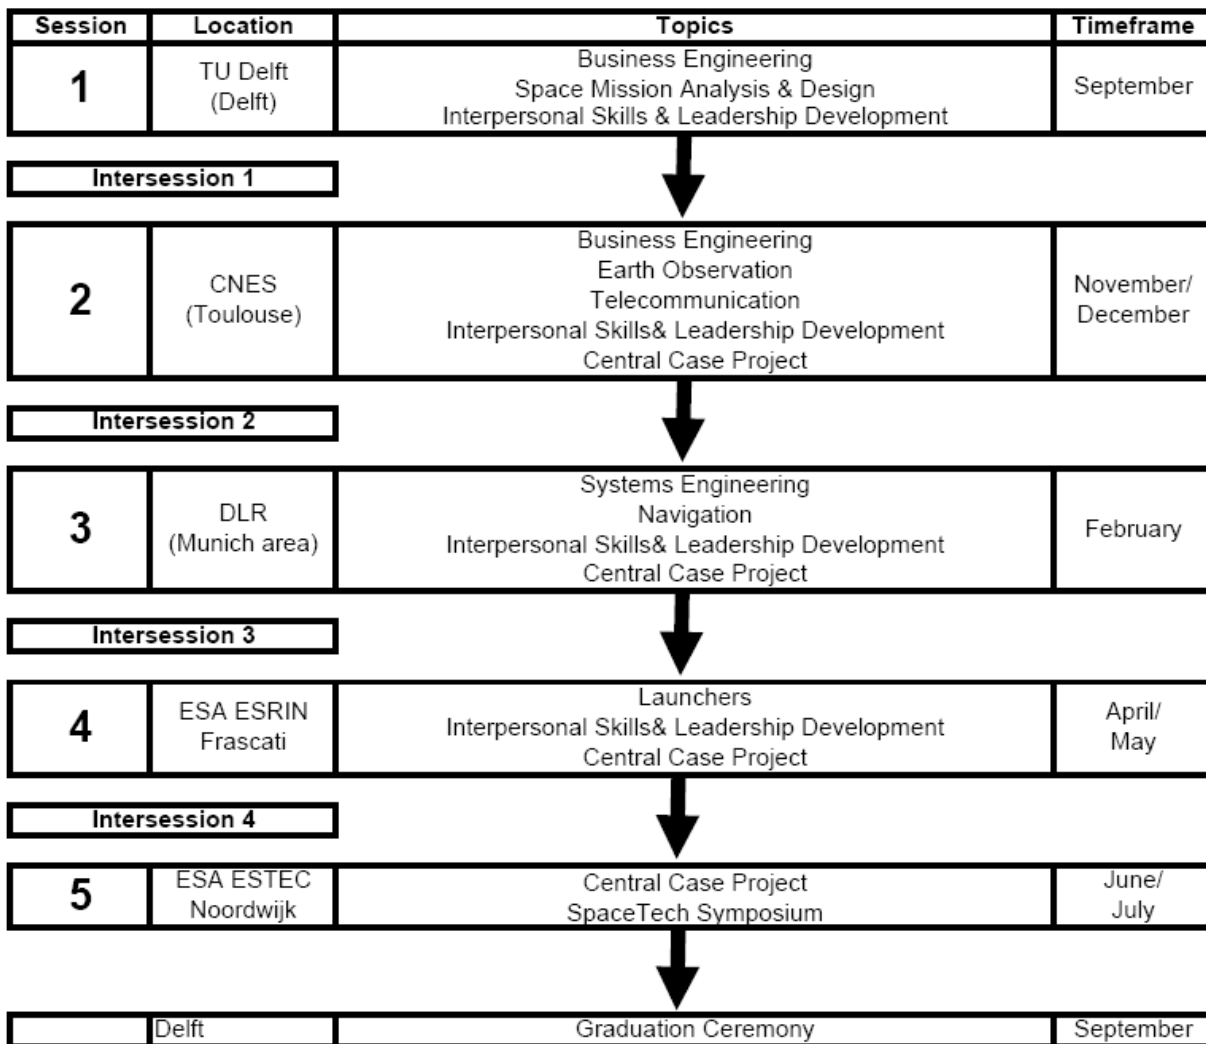 Session Location Topics Timeframe
1
TU Delft
(Delft)
Business Engineering
Space Mission Analysis & Design
Interpersonal Skills & Leadership Development
September
Intersession 1
2
CNES
(Toulouse)
Business Engineering
Earth Observation
Telecommunication
Interpersonal Skills& Leadership Development
Central Case Project
November/
December
Intersession 2
3
DLR
(Munich area)
Systems Engineering
Navigation
Interpersonal Skills& Leadership Development
Central Case Project
February
Intersession 3
4
ESA ESRIN
Frascati
Launchers
Interpersonal Skills& Leadership Development
Central Case Project
April/
May
Intersession 4
5
ESA ESTEC
Noordwijk
Central Case Project
SpaceTech Symposium
June/
July
Delft Graduation Ceremony September